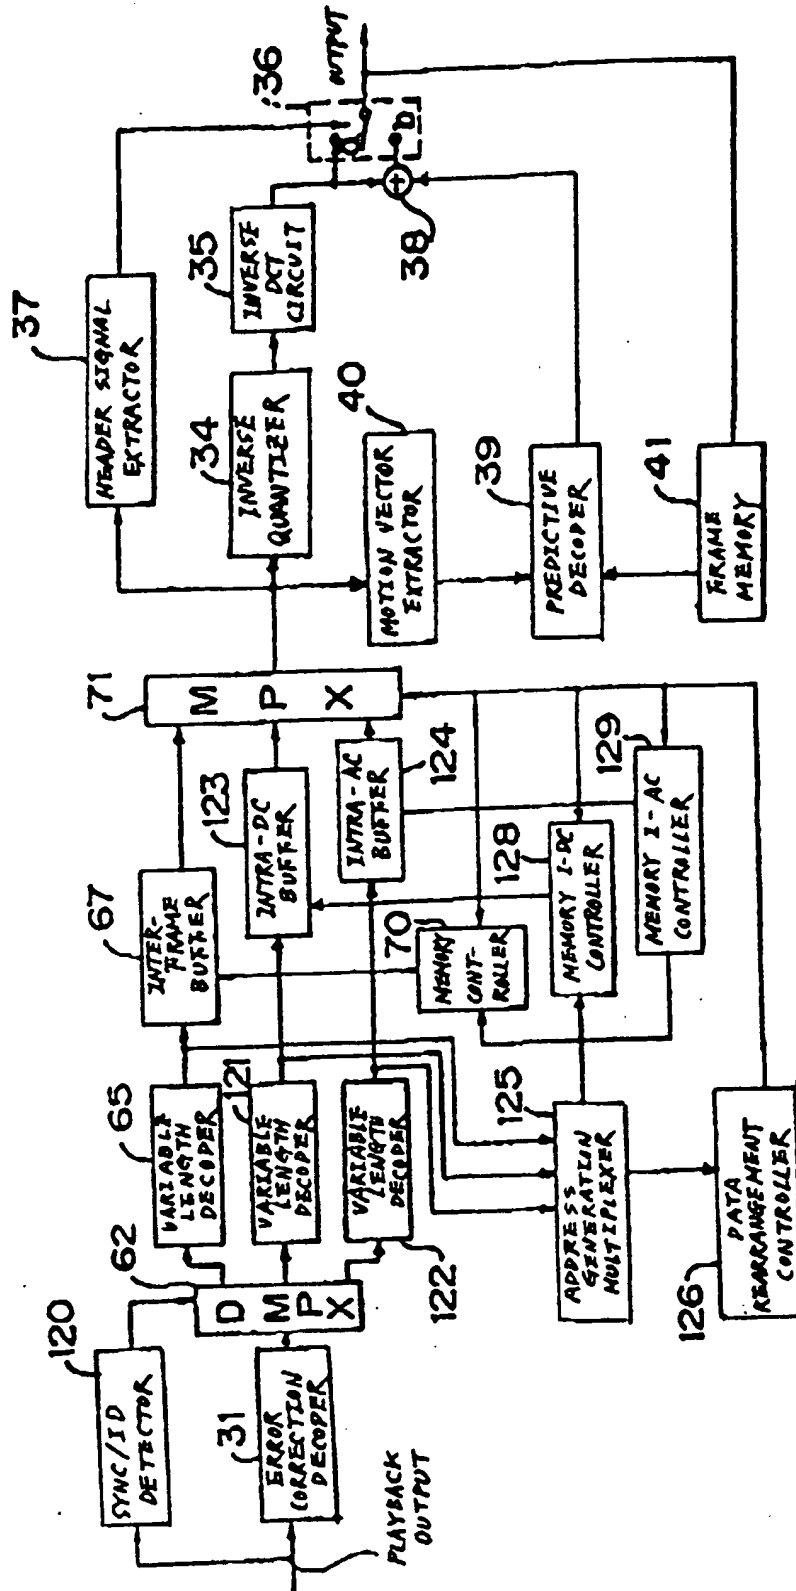 PLAYBACK
OUTPUT
120
SYNC/ID
DETECTOR
31
ERROR
CORRECTION
DECODER
62
D M P X
65
VARIABLE
LENGTH
DECODER
121
VARIABLE
LENGTH
DECODER
122
VARIABLE
LENGTH
DECODER
67
INTER-
FRAME
BUFFER
123
INTRA-DC
BUFFER
124
INTRA-AC
BUFFER
71
M P X
70
MEMORY
CONT-
ROLLER
128
MEMORY I-DC
CONTROLLER
129
MEMORY I-AC
CONTROLLER
125
ADDRESS
GENERATION
MULTIPLEXER
126
DATA
REARRANGEMENT
CONTROLLER
37
HEADER SIGNAL
EXTRACTOR
34
INVERSE
QUANTIZER
35
INVERSE
DCT
CIRCUIT
40
MOTION VECTOR
EXTRACTOR
39
PREDICTIVE
DECODER
41
FRAME
MEMORY
38
36
a
b
OUTPUT